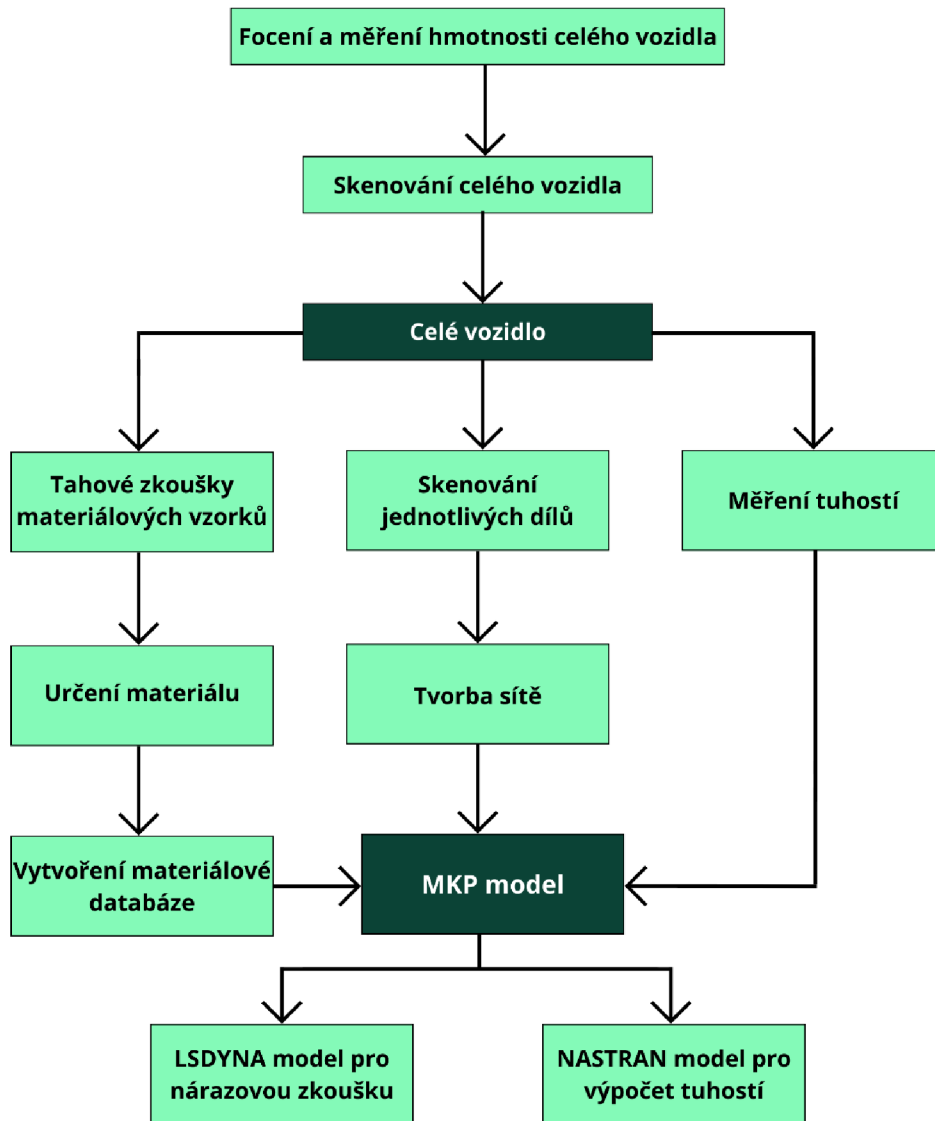 Focení a měření hmotnosti celého vozidla
Skenování celého vozidla
Celé vozidlo
Tahové zkoušky
materiálových vzorků
Skenování
jednotlivých dílů
Měření tuhostí
Určení materiálu
Tvorba sítě
Vytvoření materiálové
databáze
MKP model
LSDYNA model pro
nárazovou zkoušku
NASTRAN model pro
výpočet tuhostí